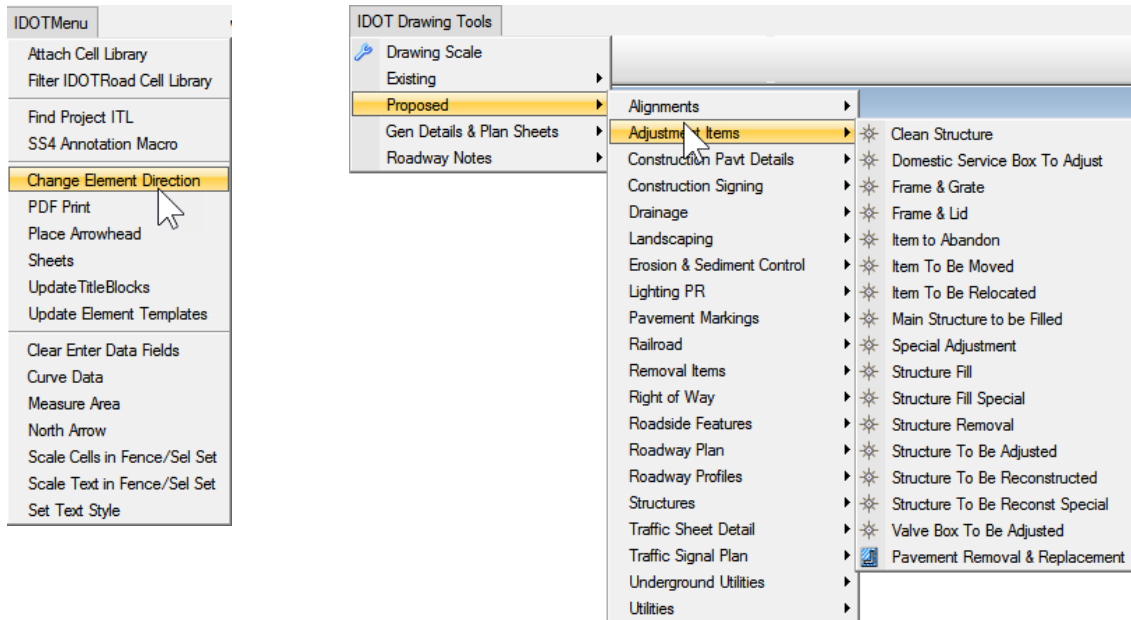 IDOTMenu
Attach Cell Library
Filter IDOTRoad Cell Library
Find Project ITL
SS4 Annotation Macro
Change Element Direction
PDF Print
Place Arrowhead
Sheets
UpdateTitleBlocks
Update Element Templates
Clear Enter Data Fields
Curve Data
Measure Area
North Arrow
Scale Cells in Fence/Sel Set
Scale Text in Fence/Sel Set
Set Text Style
IDOT Drawing Tools
Drawing Scale
Existing
Proposed
Gen Details & Plan Sheets
Roadway Notes
Alignments
Adjustment Items
Construction Pavt Details
Construction Signing
Drainage
Landscaping
Erosion & Sediment Control
Lighting PR
Pavement Markings
Railroad
Removal Items
Right of Way
Roadside Features
Roadway Plan
Roadway Profiles
Structures
Traffic Sheet Detail
Traffic Signal Plan
Underground Utilities
Utilities
Clean Structure
Domestic Service Box To Adjust
Frame & Grate
Frame & Lid
Item to Abandon
Item To Be Moved
Item To Be Relocated
Main Structure to be Filled
Special Adjustment
Structure Fill
Structure Fill Special
Structure Removal
Structure To Be Adjusted
Structure To Be Reconstructed
Structure To Be Reconst Special
Valve Box To Be Adjusted
Pavement Removal & Replacement